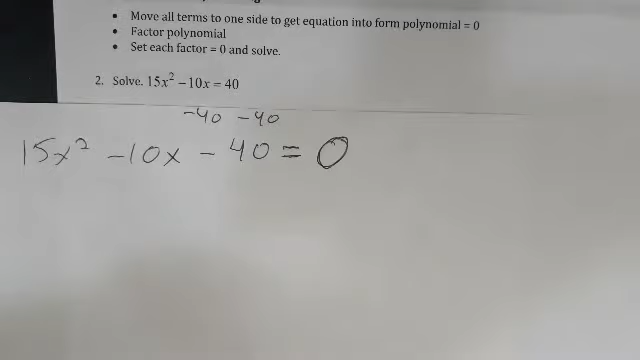 • Move all terms to one side to get equation into form polynomial = 0
• Factor polynomial
• Set each factor = 0 and solve.
2. Solve. 15x² −10x = 40
-40 -40
15x² -10x - 40 = 0